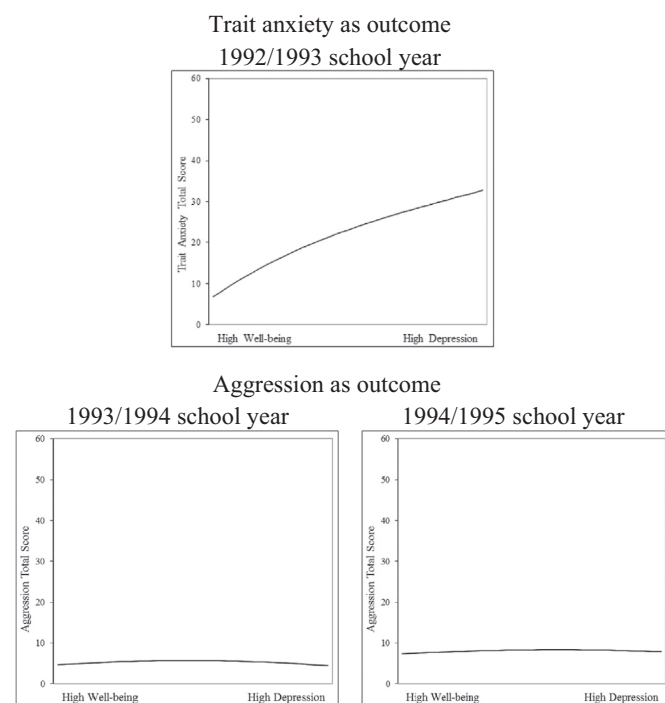 Trait anxiety as outcome
1992/1993 school year
60
50
40
30
20
10
0
Trait Anxiety Total Score
High Well-being High Depression
Aggression as outcome
1993/1994 school year 1994/1995 school year
60
50
40
30
20
10
0
Aggression Total Score
High Well-being High Depression
60
50
40
30
20
10
0
Aggression Total Score
High Well-being High Depression